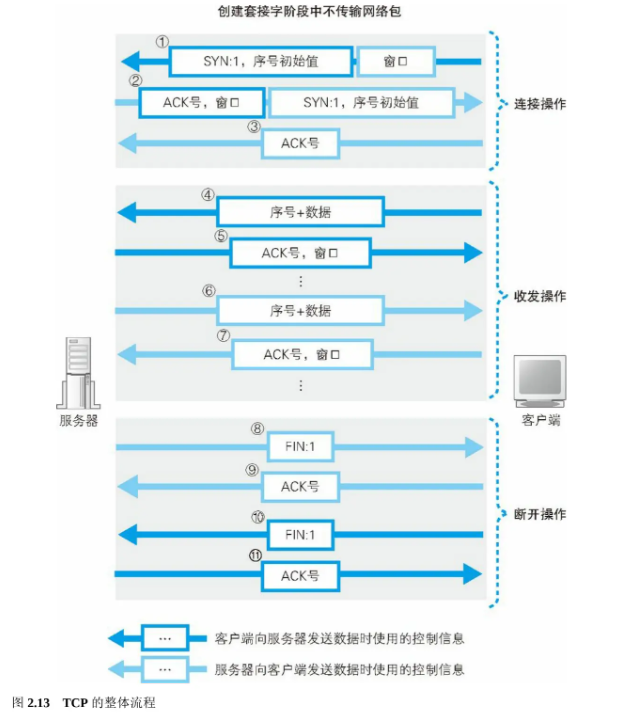 创建套接字阶段中不传输网络包
①
SYN:1，序号初始值
窗口
②
ACK号，窗口
SYN:1，序号初始值
连接操作
③
ACK号
④
序号+数据
⑤
ACK号，窗口
⋮
收发操作
⑥
序号+数据
⑦
ACK号，窗口
⋮
服务器
客户端
⑧
FIN:1
⑨
ACK号
断开操作
⑩
FIN:1
⑪
ACK号
… 客户端向服务器发送数据时使用的控制信息
… 服务器向客户端发送数据时使用的控制信息
图 2.13 TCP 的整体流程